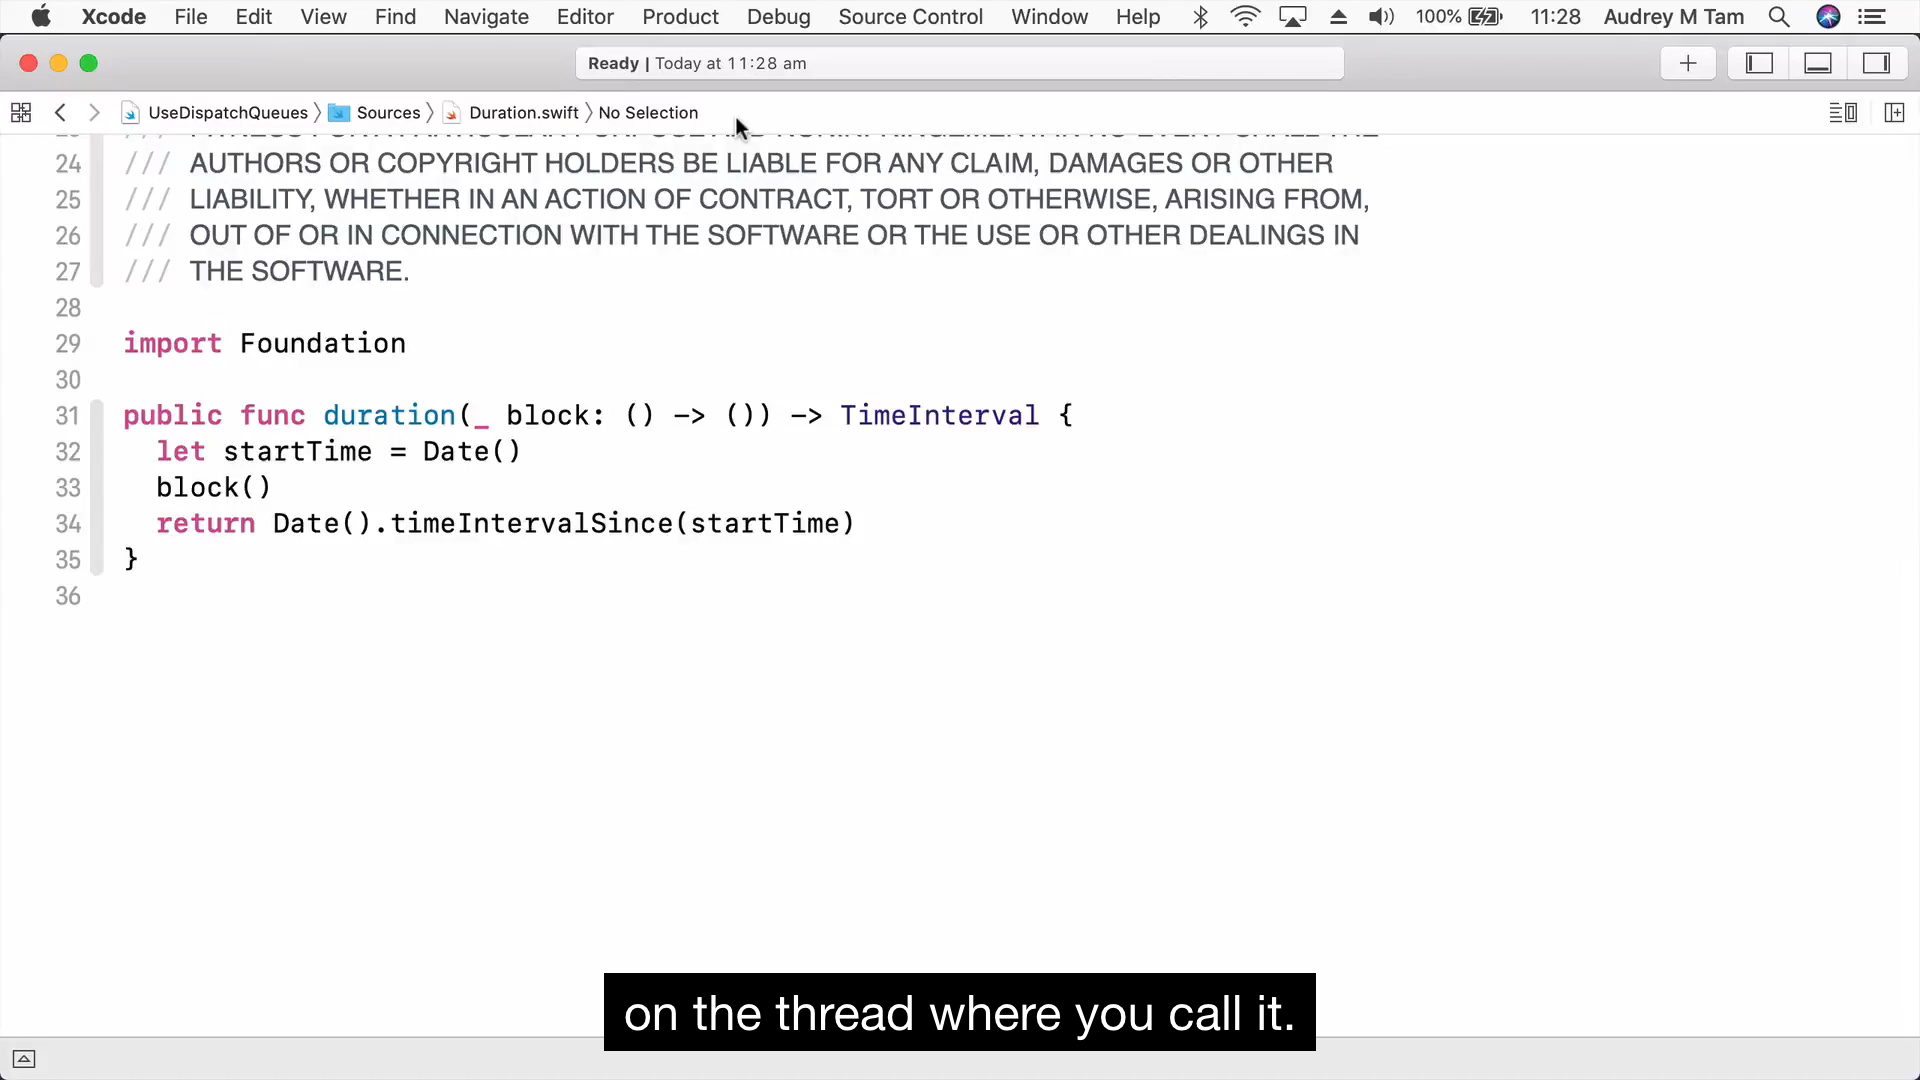 Xcode File Edit View Find Navigate Editor Product Debug Source Control Window Help 100% 11:28 Audrey M Tam
Ready | Today at 11:28 am
UseDispatchQueues Sources Duration.swift No Selection
24 /// AUTHORS OR COPYRIGHT HOLDERS BE LIABLE FOR ANY CLAIM, DAMAGES OR OTHER
25 /// LIABILITY, WHETHER IN AN ACTION OF CONTRACT, TORT OR OTHERWISE, ARISING FROM,
26 /// OUT OF OR IN CONNECTION WITH THE SOFTWARE OR THE USE OR OTHER DEALINGS IN
27 /// THE SOFTWARE.
28
29 import Foundation
30
31 public func duration(_ block: () -> ()) -> TimeInterval {
32 let startTime = Date()
33 block()
34 return Date().timeIntervalSince(startTime)
35 }
36
on the thread where you call it.